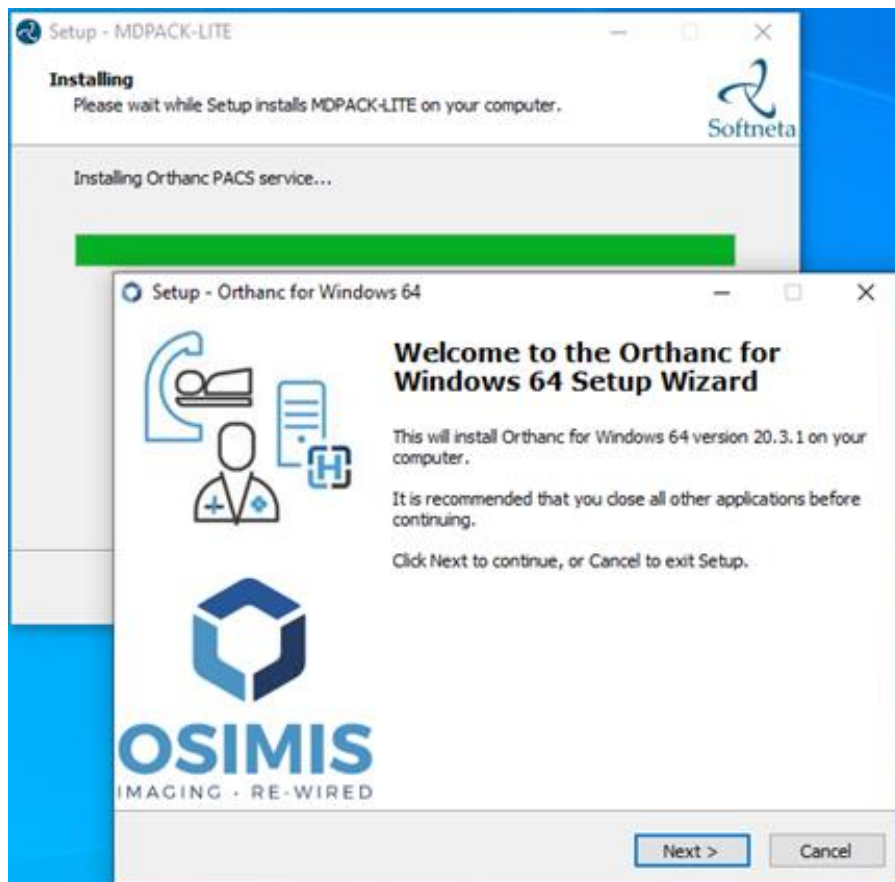 Setup - MDPACK-LITE
Installing
Please wait while Setup installs MDPACK-LITE on your computer.
Softneta
Installing Orthanc PACS service...
Setup - Orthanc for Windows 64
Welcome to the Orthanc for
Windows 64 Setup Wizard
This will install Orthanc for Windows 64 version 20.3.1 on your
computer.
It is recommended that you close all other applications before
continuing.
Click Next to continue, or Cancel to exit Setup.
H
OSIMIS
IMAGING · RE-WIRED
Next >
Cancel